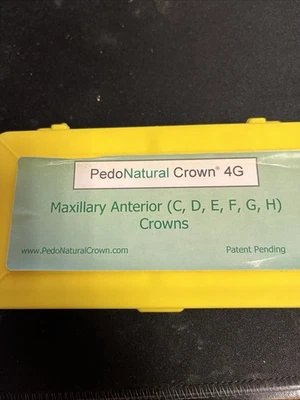 PedoNatural Crown® 4G
Maxillary Anterior (C, D, E, F, G, H)
Crowns
www.PedoNaturalCrown.com Patent Pending